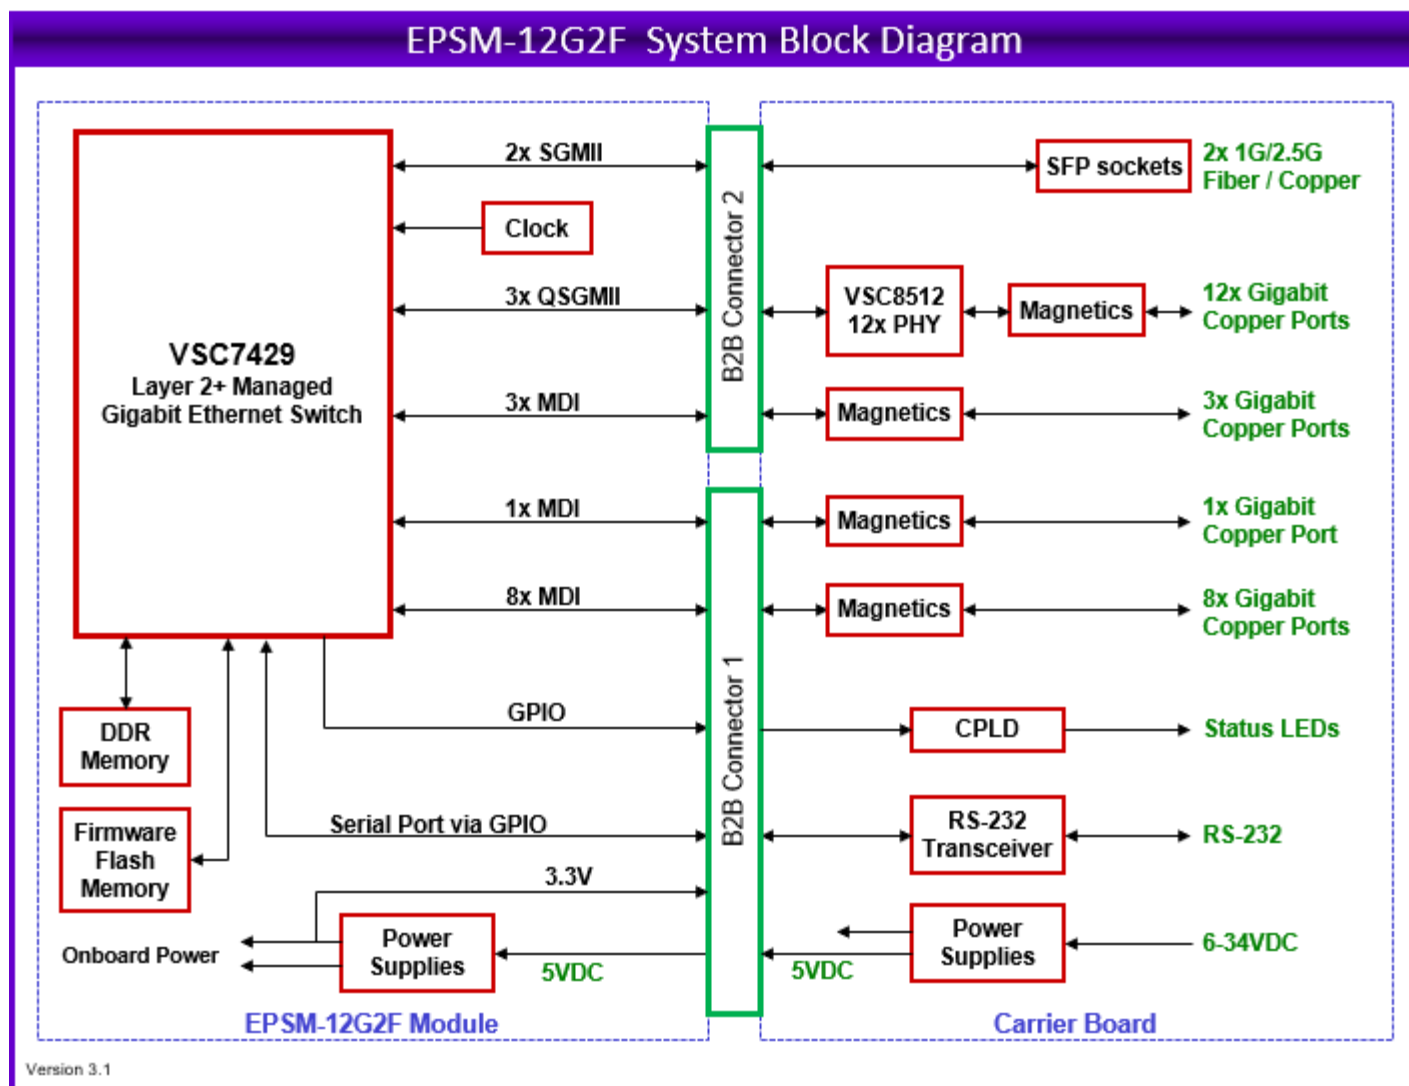 EPSM-12G2F System Block Diagram
2x SGMII
SFP sockets
2x 1G/2.5G
Fiber / Copper
Clock
B2B Connector 2
3x QSGMII
VSC8512
12x PHY
Magnetics
12x Gigabit
Copper Ports
VSC7429
Layer 2+ Managed
Gigabit Ethernet Switch
3x MDI
Magnetics
3x Gigabit
Copper Ports
1x MDI
Magnetics
1x Gigabit
Copper Port
8x MDI
Magnetics
8x Gigabit
Copper Ports
B2B Connector 1
DDR
Memory
GPIO
CPLD
Status LEDs
Firmware
Flash
Memory
Serial Port via GPIO
RS-232
Transceiver
RS-232
3.3V
Onboard Power
Power
Supplies
5VDC
5VDC
Power
Supplies
6-34VDC
EPSM-12G2F Module
Carrier Board
Version 3.1